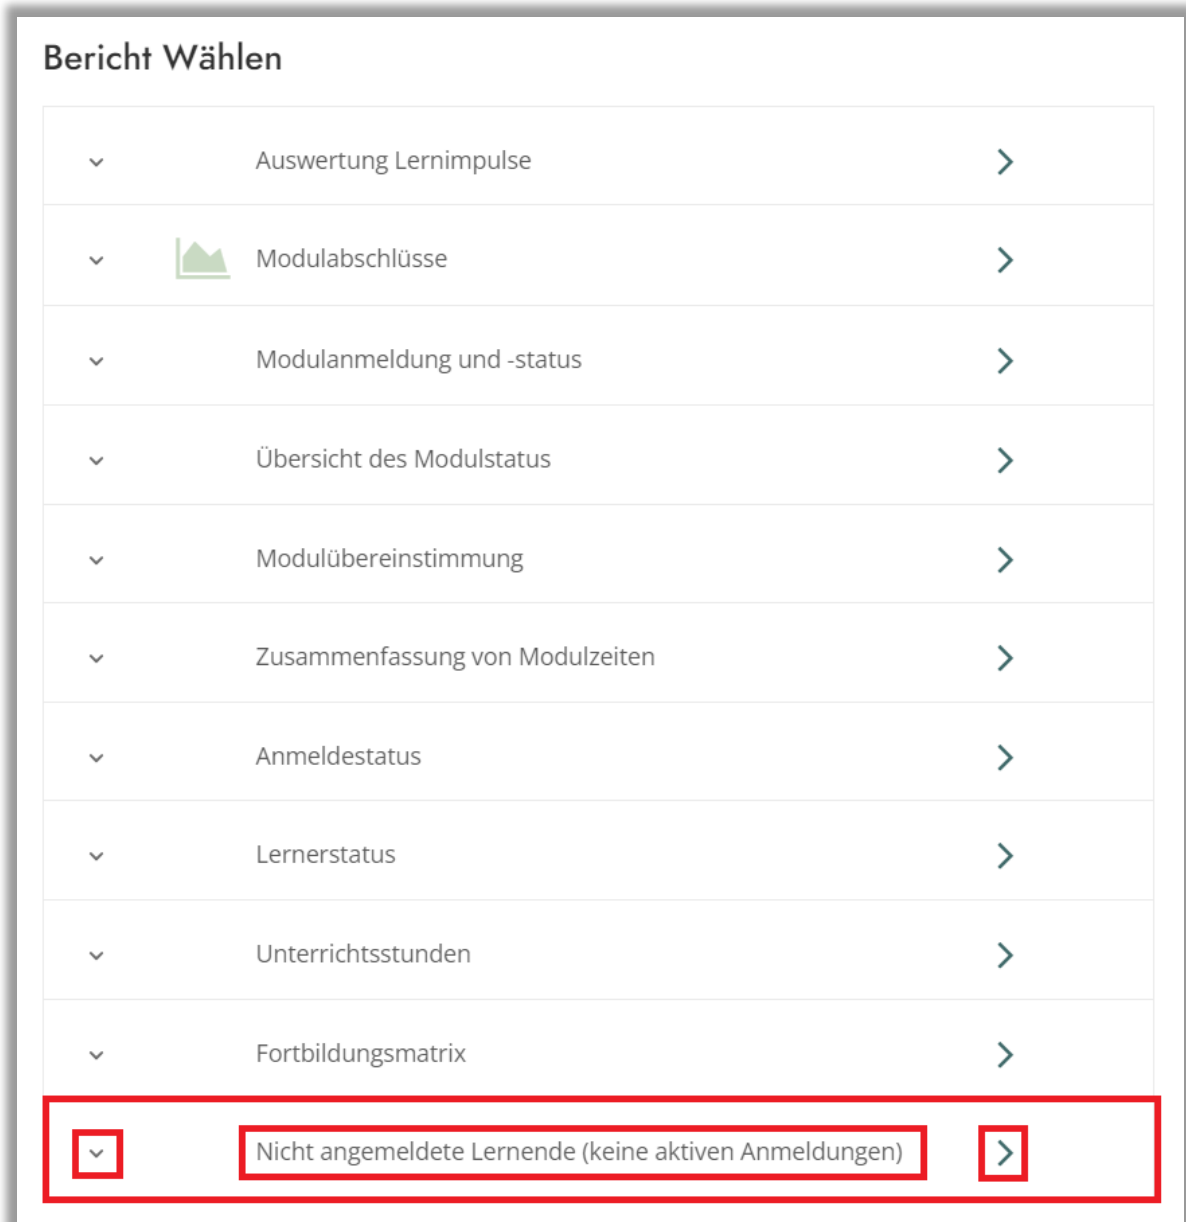 Bericht Wählen
Auswertung Lernimpulse
Modulabschlüsse
Modulanmeldung und -status
Übersicht des Modulstatus
Modulübereinstimmung
Zusammenfassung von Modulzeiten
Anmeldestatus
Lernerstatus
Unterrichtsstunden
Fortbildungsmatrix
Nicht angemeldete Lernende (keine aktiven Anmeldungen)